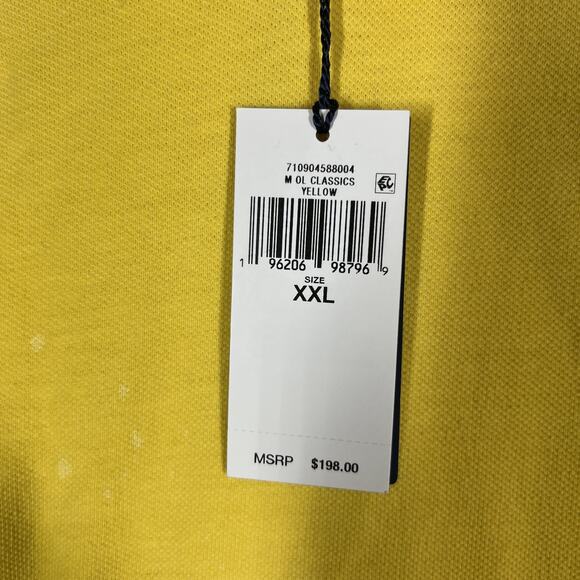 710904588004
M OL CLASSICS
YELLOW
1 96206 98796 9
SIZE
XXL
MSRP $198.00